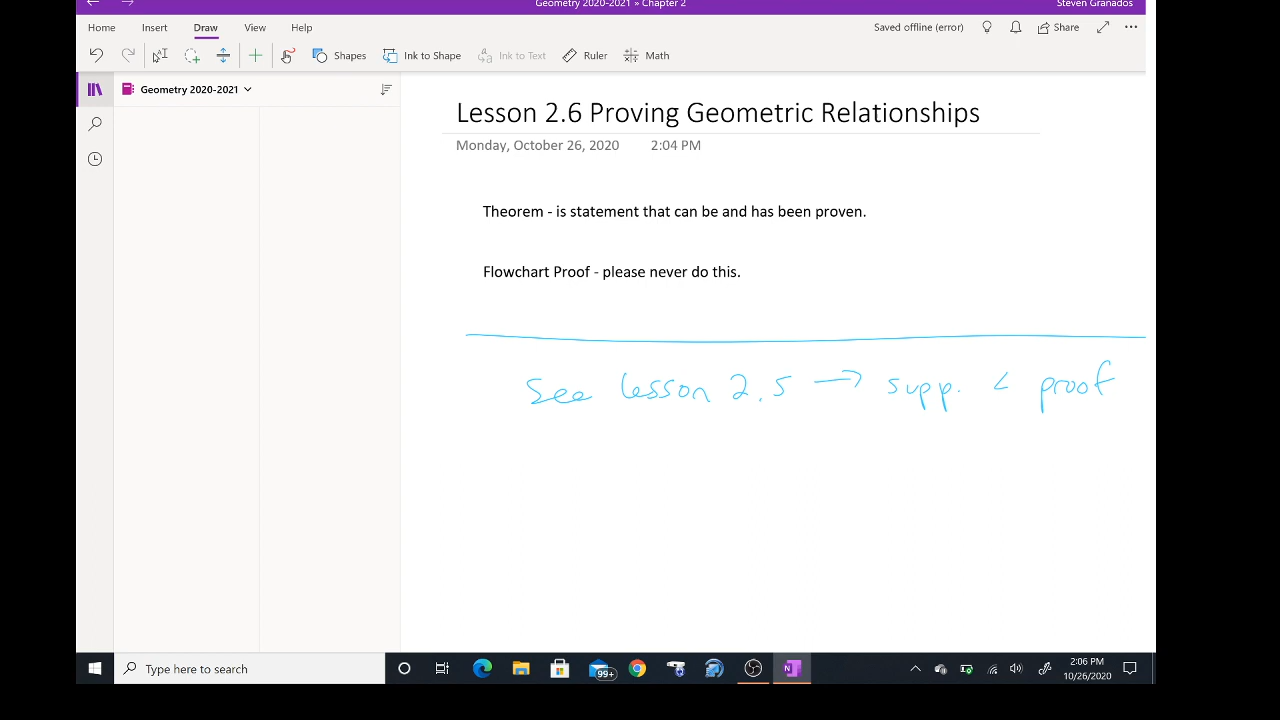 Geometry 2020-2021 » Chapter 2
Steven Granados
Home Insert Draw View Help
Saved offline (error) Share
Shapes Ink to Shape Ink to Text Ruler Math
Geometry 2020-2021
Lesson 2.6 Proving Geometric Relationships
Monday, October 26, 2020 2:04 PM
Theorem - is statement that can be and has been proven.
Flowchart Proof - please never do this.
See lesson 2.5 → supp. < proof
Type here to search
99+
2:06 PM
10/26/2020